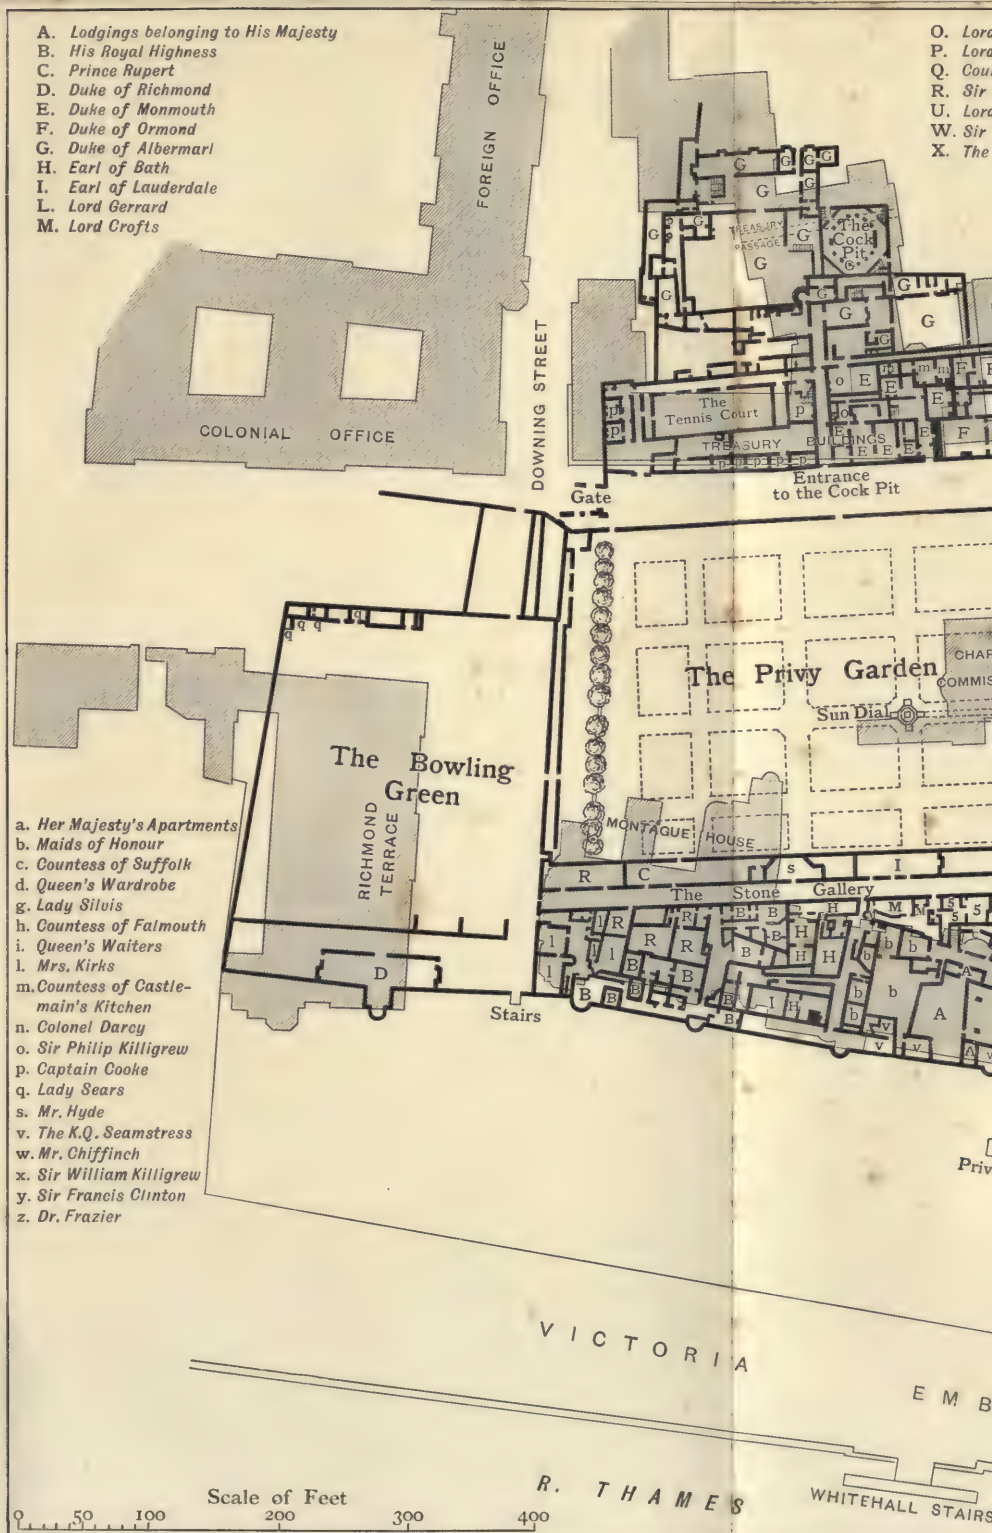 A. Lodgings belonging to His Majesty
B. His Royal Highness
C. Prince Rupert
D. Duke of Richmond
E. Duke of Monmouth
F. Duke of Ormond
G. Duke of Albermarl
H. Earl of Bath
I. Earl of Lauderdale
L. Lord Gerrard
M. Lord Crofts
O. Lord
P. Lord
Q. Cou
R. Sir
U. Lord
W. Sir
X. The
FOREIGN OFFICE
G G G G
G
G
G G
TREASURY
PASSAGE
G
G
The
Cock
Pit
G
G G G
G G
G
DOWNING STREET
COLONIAL OFFICE
The
Tennis Court
p
p
p
o E m m F
E
o
E
E E E E F
TREASURY BUILDINGS
p p p p p
Entrance
to the Cock Pit
Gate
q
q q
The Privy Garden
CHAR
COMMIS
Sun Dial
The Bowling
Green
RICHMOND
TERRACE
MONTAGUE HOUSE
R C s I
The Stone Gallery
a. Her Majesty's Apartments
b. Maids of Honour
c. Countess of Suffolk
d. Queen's Wardrobe
g. Lady Silvis
h. Countess of Falmouth
i. Queen's Waiters
l. Mrs. Kirks
m. Countess of Castle-
main's Kitchen
n. Colonel Darcy
o. Sir Philip Killigrew
p. Captain Cooke
q. Lady Sears
s. Mr. Hyde
v. The K.Q. Seamstress
w. Mr. Chiffinch
x. Sir William Killigrew
y. Sir Francis Clinton
z. Dr. Frazier
l R R B B H M M 5 5
l l R R B B H H b b b
l B B A
D
B B B B B I H b b b A
B v v v A v
Stairs
Priv
VICTORIA
EMB
R. THAMES
WHITEHALL STAIRS
Scale of Feet
0 50 100 200 300 400